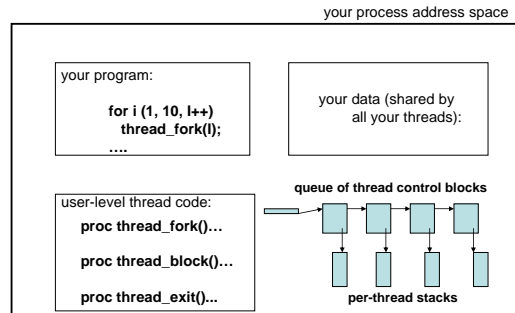 your process address space
your program:
for i (1, 10, I++)
thread_fork(I);
….
your data (shared by
all your threads):
user-level thread code:
proc thread_fork()…
proc thread_block()…
proc thread_exit()...
queue of thread control blocks
per-thread stacks